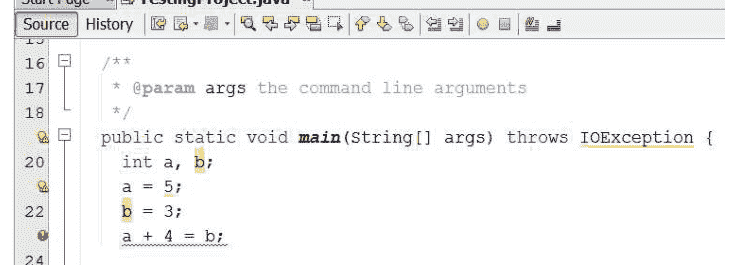 Start Page TestingProject.java
Source History
15
16 /**
17 * @param args the command line arguments
18 */
public static void main(String[] args) throws IOException {
20 int a, b;
a = 5;
22 b = 3;
a + 4 = b;
24